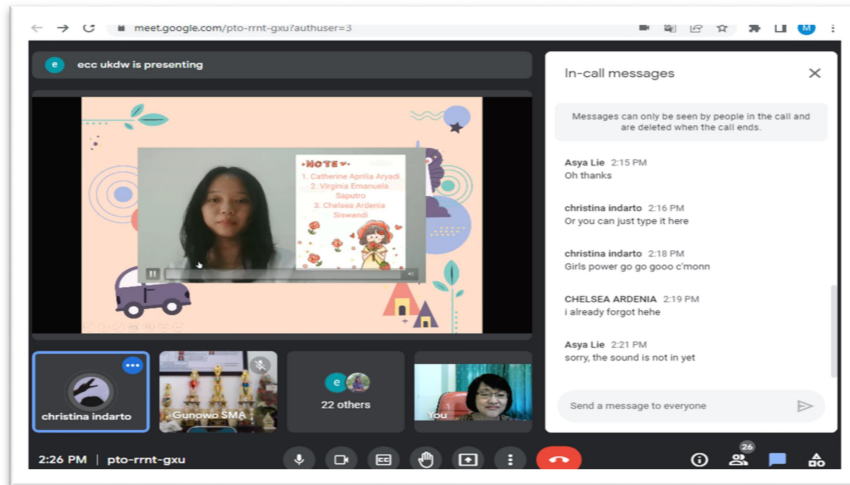 meet.google.com/pto-rrnt-gxu?authuser=3
M
e ecc ukdw is presenting
NOTE
1. Catherine Aprilia Aryadi
2. Virginia Emanuela
Saputro
3. Chelsea Ardenia
Siswandi
christina indarto
Gunowo SMA
e
22 others
You
In-call messages
Messages can only be seen by people in the call and
are deleted when the call ends.
Asya Lie 2:15 PM
Oh thanks
christina indarto 2:16 PM
Or you can just type it here
christina indarto 2:18 PM
Girls power go go gooo c'monn
CHELSEA ARDENIA 2:19 PM
i already forgot hehe
Asya Lie 2:21 PM
sorry, the sound is not in yet
Send a message to everyone
2:26 PM | pto-rrnt-gxu
CC
26